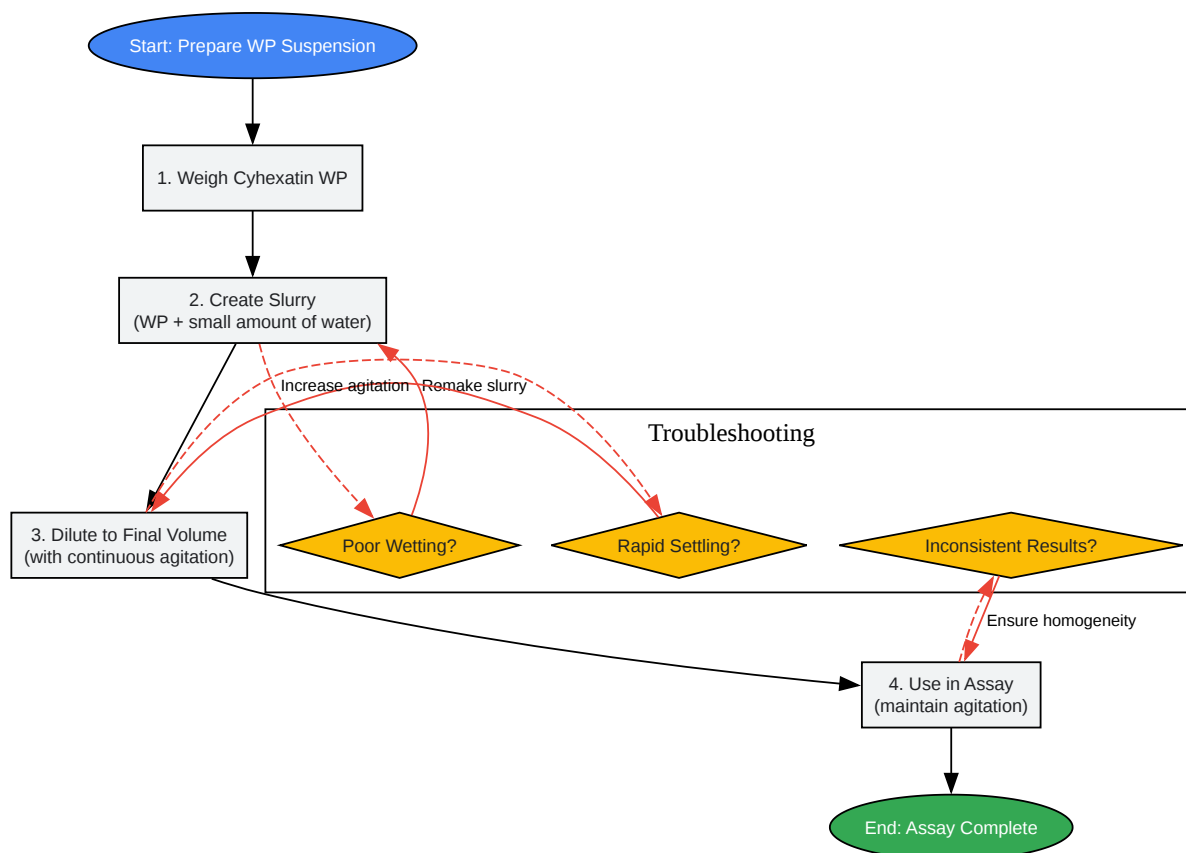 Start: Prepare WP Suspension
1. Weigh Cyhexatin WP
2. Create Slurry
(WP + small amount of water)
Increase agitation
Remake slurry
Troubleshooting
3. Dilute to Final Volume
(with continuous agitation)
Poor Wetting?
Rapid Settling?
Inconsistent Results?
Ensure homogeneity
4. Use in Assay
(maintain agitation)
End: Assay Complete